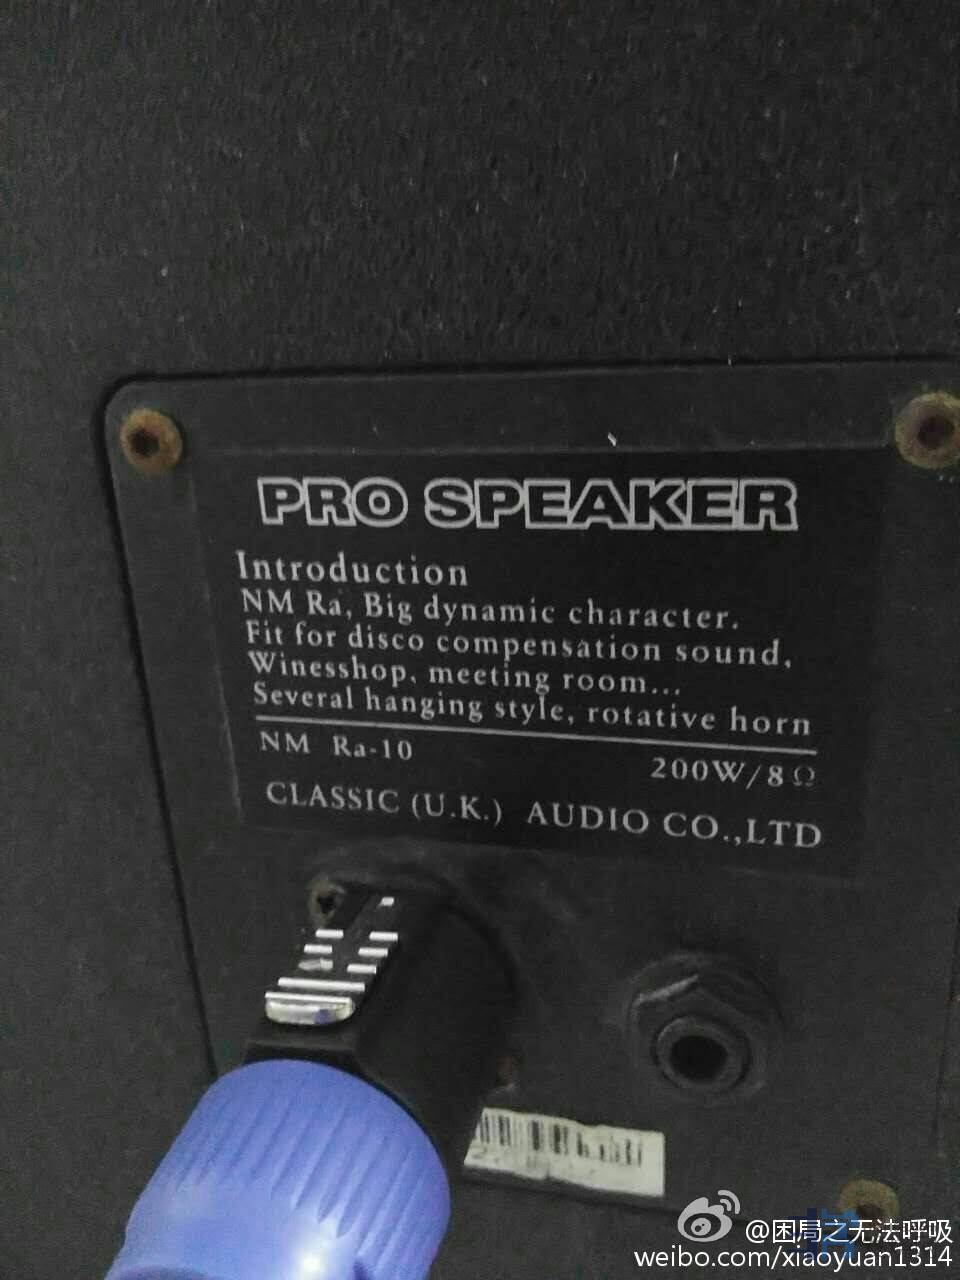 PRO SPEAKER
Introduction
NM Ra, Big dynamic character.
Fit for disco compensation sound,
Winesshop, meeting room...
Several hanging style, rotative horn
NM Ra-10 200W/8Ω
CLASSIC (U.K.) AUDIO CO.,LTD
@困局之无法呼吸
weibo.com/xiaoyuan1314